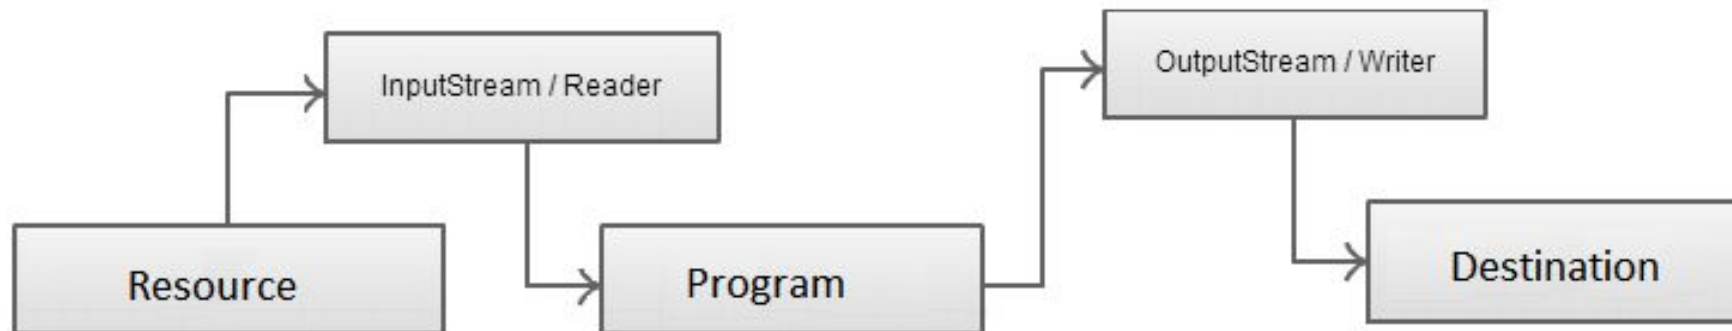 InputStream / Reader
OutputStream / Writer
Resource
Program
Destination